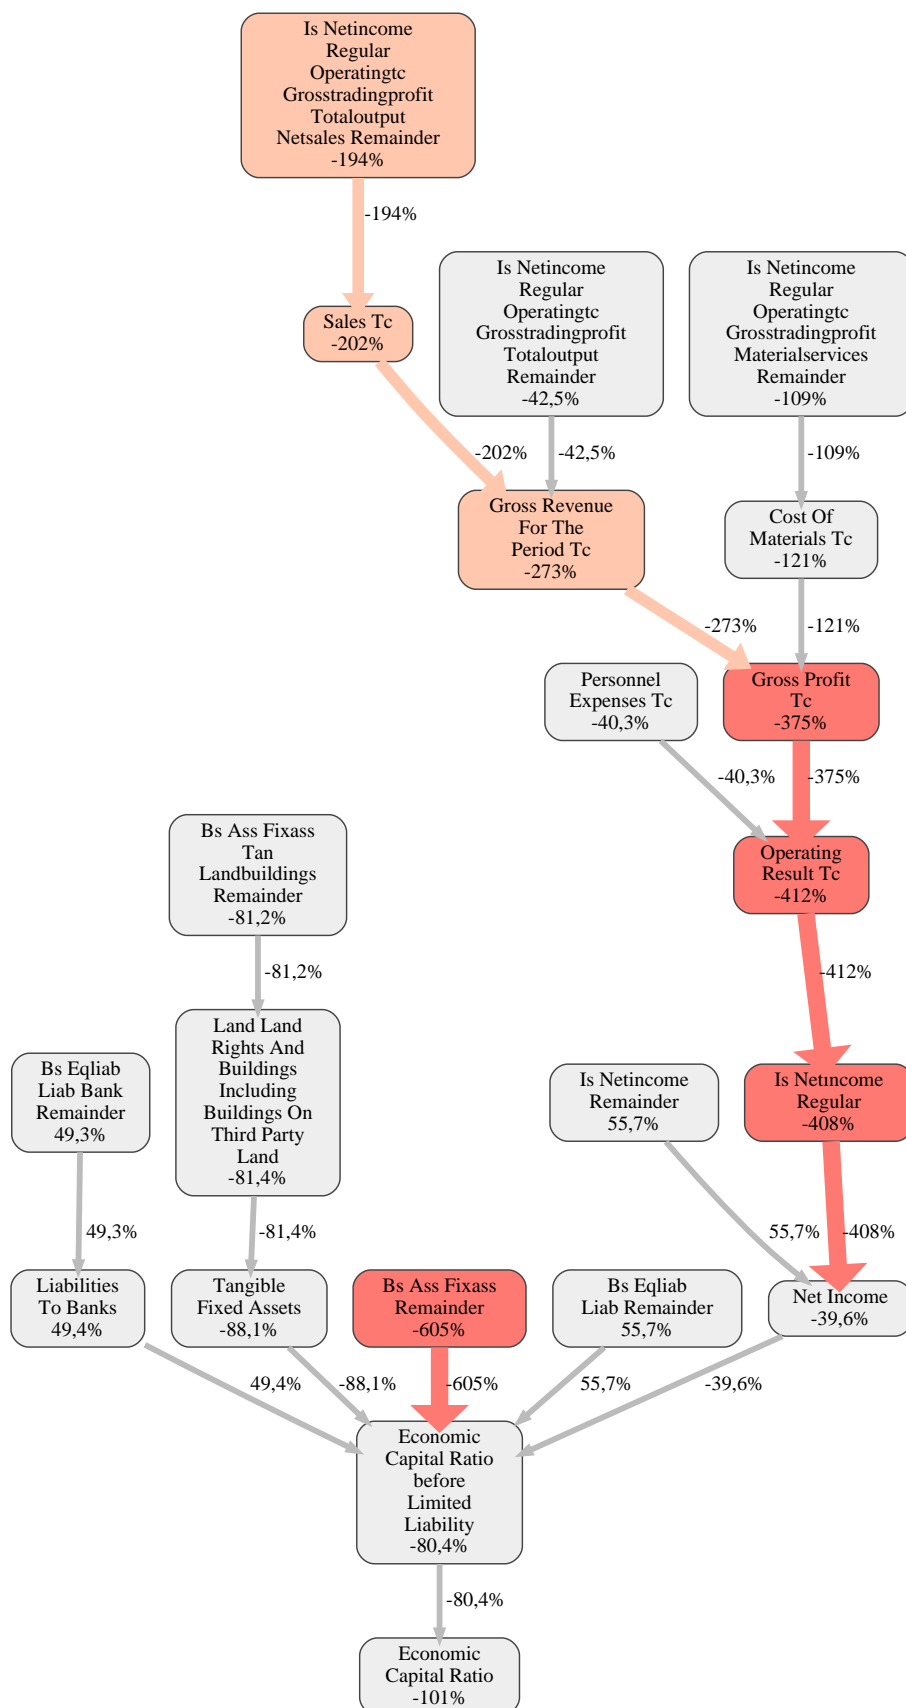 Is Netincome
Regular
Operatingtc
Grosstradingprofit
Totaloutput
Netsales Remainder
-194%
-194%
Is Netincome
Regular
Operatingtc
Grosstradingprofit
Totaloutput
Remainder
-42,5%
Is Netincome
Regular
Operatingtc
Grosstradingprofit
Materialservices
Remainder
-109%
Sales Tc
-202%
-202%
-42,5%
-109%
Gross Revenue
For The
Period Tc
-273%
Cost Of
Materials Tc
-121%
-273%
-121%
Personnel
Expenses Tc
-40,3%
Gross Profit
Tc
-375%
-40,3%
-375%
Bs Ass Fixass
Tan
Landbuildings
Remainder
-81,2%
Operating
Result Tc
-412%
-81,2%
-412%
Land Land
Rights And
Buildings
Including
Buildings On
Third Party
Land
-81,4%
Bs Eqliab
Liab Bank
Remainder
49,3%
Is Netincome
Remainder
55,7%
Is Netincome
Regular
-408%
49,3%
-81,4%
55,7%
-408%
Liabilities
To Banks
49,4%
Tangible
Fixed Assets
-88,1%
Bs Ass Fixass
Remainder
-605%
Bs Eqliab
Liab Remainder
55,7%
Net Income
-39,6%
49,4%
-88,1%
-605%
55,7%
-39,6%
Economic
Capital Ratio
before
Limited
Liability
-80,4%
-80,4%
Economic
Capital Ratio
-101%